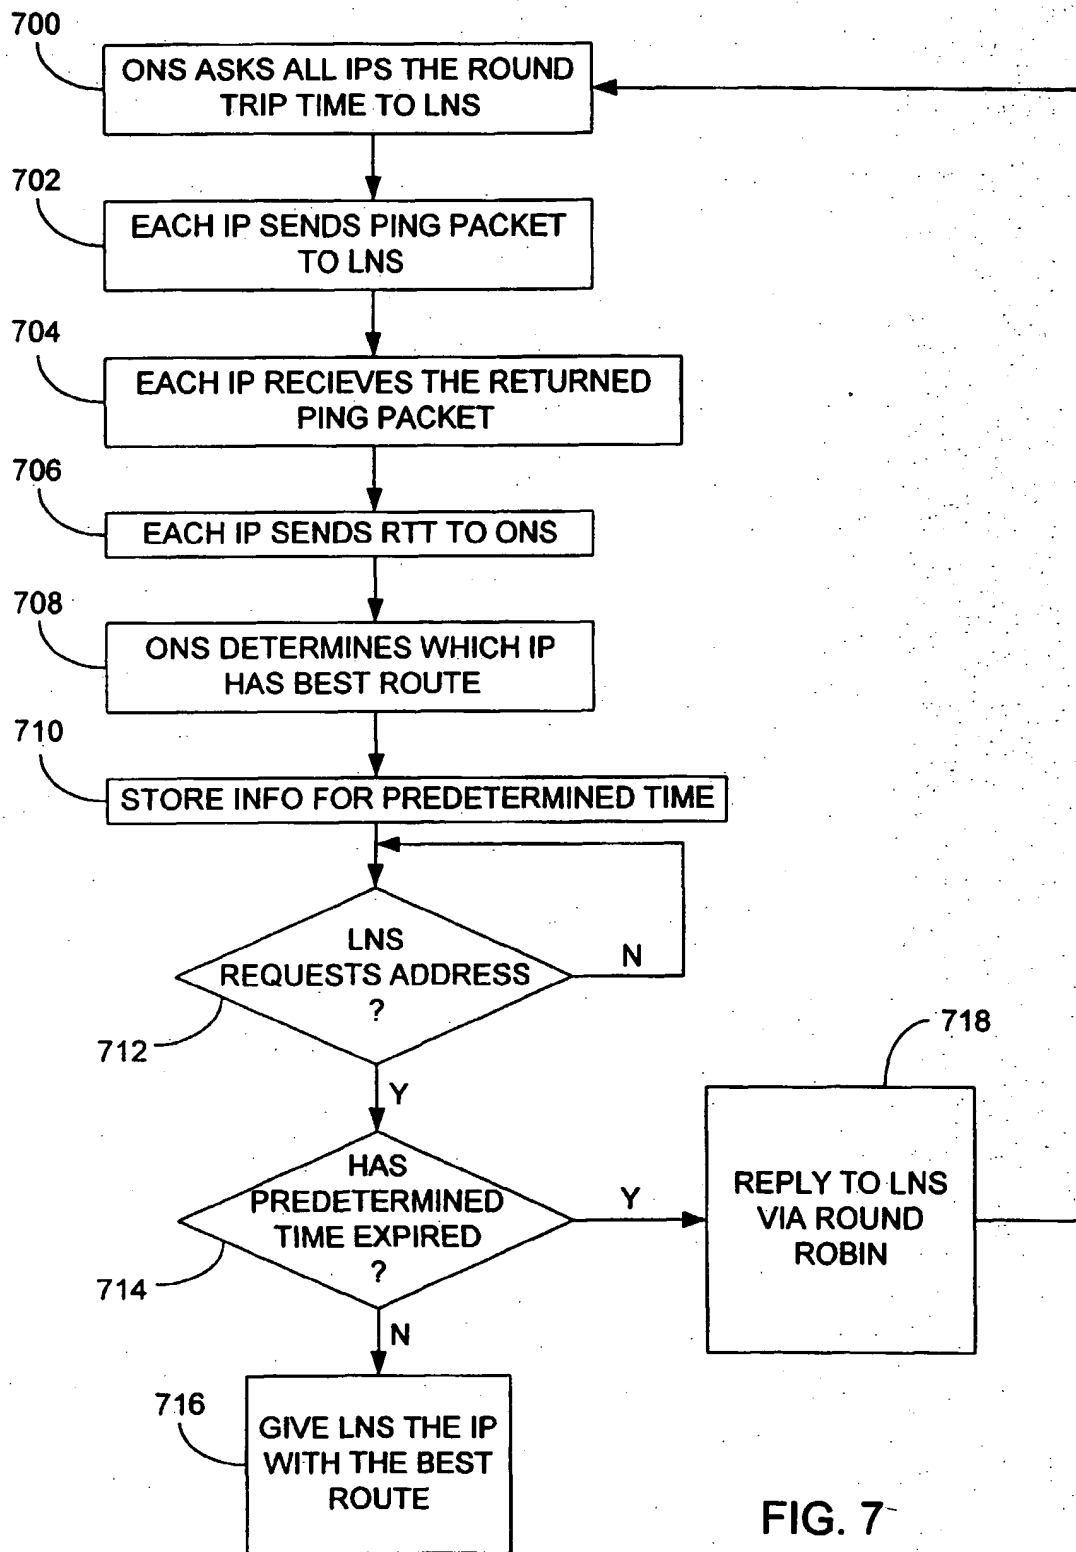 700
ONS ASKS ALL IPS THE ROUND
TRIP TIME TO LNS
702
EACH IP SENDS PING PACKET
TO LNS
704
EACH IP RECIEVES THE RETURNED
PING PACKET
706
EACH IP SENDS RTT TO ONS
708
ONS DETERMINES WHICH IP
HAS BEST ROUTE
710
STORE INFO FOR PREDETERMINED TIME
LNS
REQUESTS ADDRESS
?
N
712
Y
718
HAS
PREDETERMINED
TIME EXPIRED
?
Y
714
N
REPLY TO LNS
VIA ROUND
ROBIN
716
GIVE LNS THE IP
WITH THE BEST
ROUTE
FIG. 7